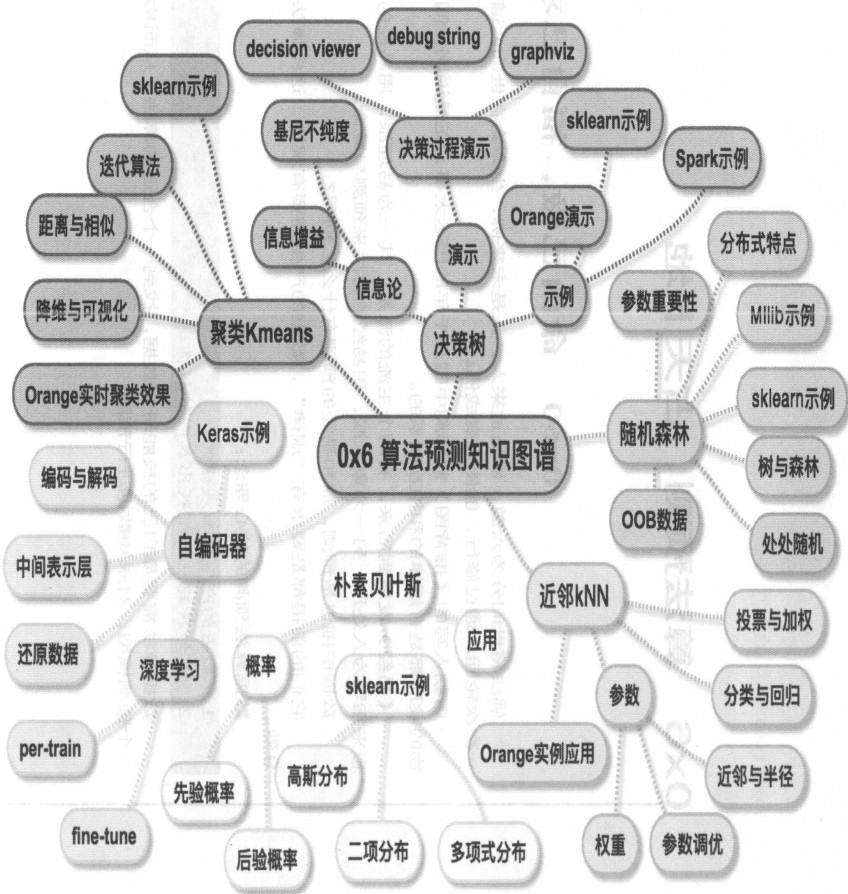 decision viewer
debug string
graphviz
sklearn示例
基尼不纯度
决策过程演示
sklearn示例
Spark示例
迭代算法
距离与相似
信息增益
Orange演示
分布式特点
演示
信息论
示例
参数重要性
降维与可视化
聚类Kmeans
决策树
Mllib示例
Orange实时聚类效果
Keras示例
sklearn示例
0x6 算法预测知识图谱
随机森林
编码与解码
树与森林
OOB数据
自编码器
处处随机
中间表示层
朴素贝叶斯
近邻kNN
投票与加权
还原数据
深度学习
概率
应用
sklearn示例
参数
分类与回归
per-train
Orange实例应用
先验概率
高斯分布
近邻与半径
fine-tune
后验概率
二项分布
多项式分布
权重
参数调优